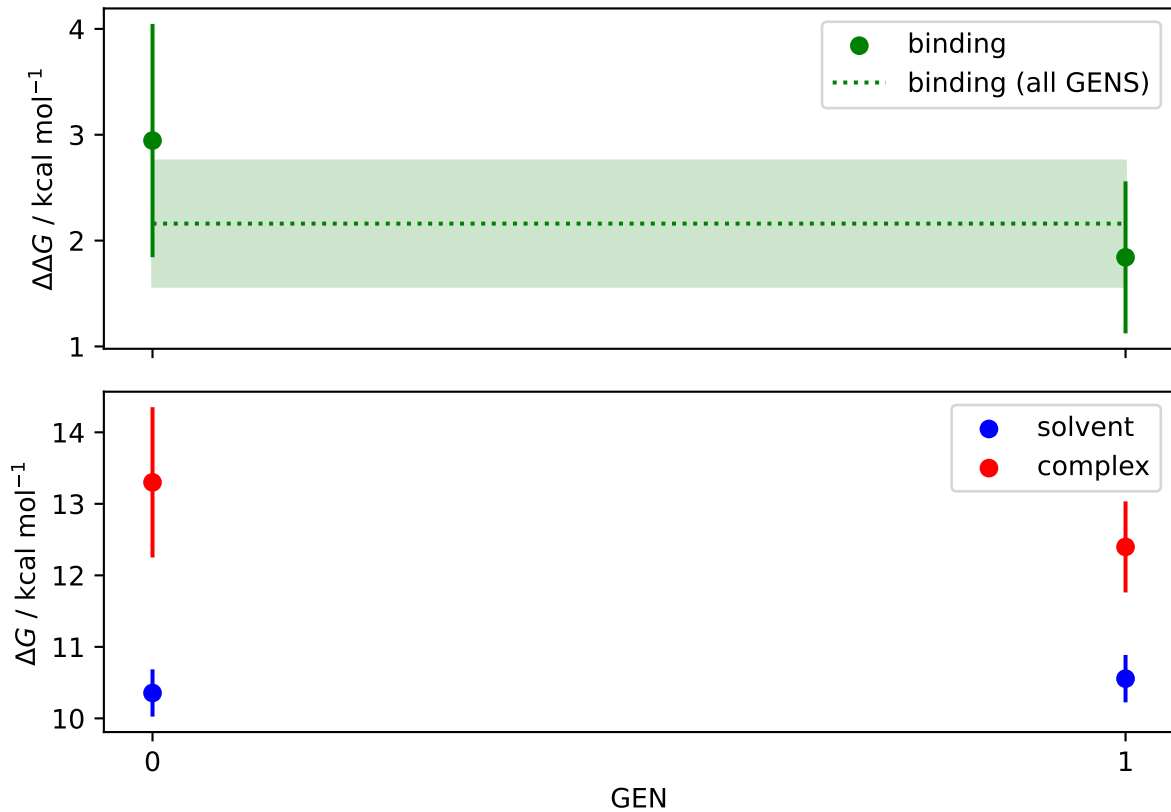 4
3
2
1
ΔΔG / kcal mol⁻¹
binding
binding (all GENS)
14
13
12
11
10
ΔG / kcal mol⁻¹
solvent
complex
0
1
GEN